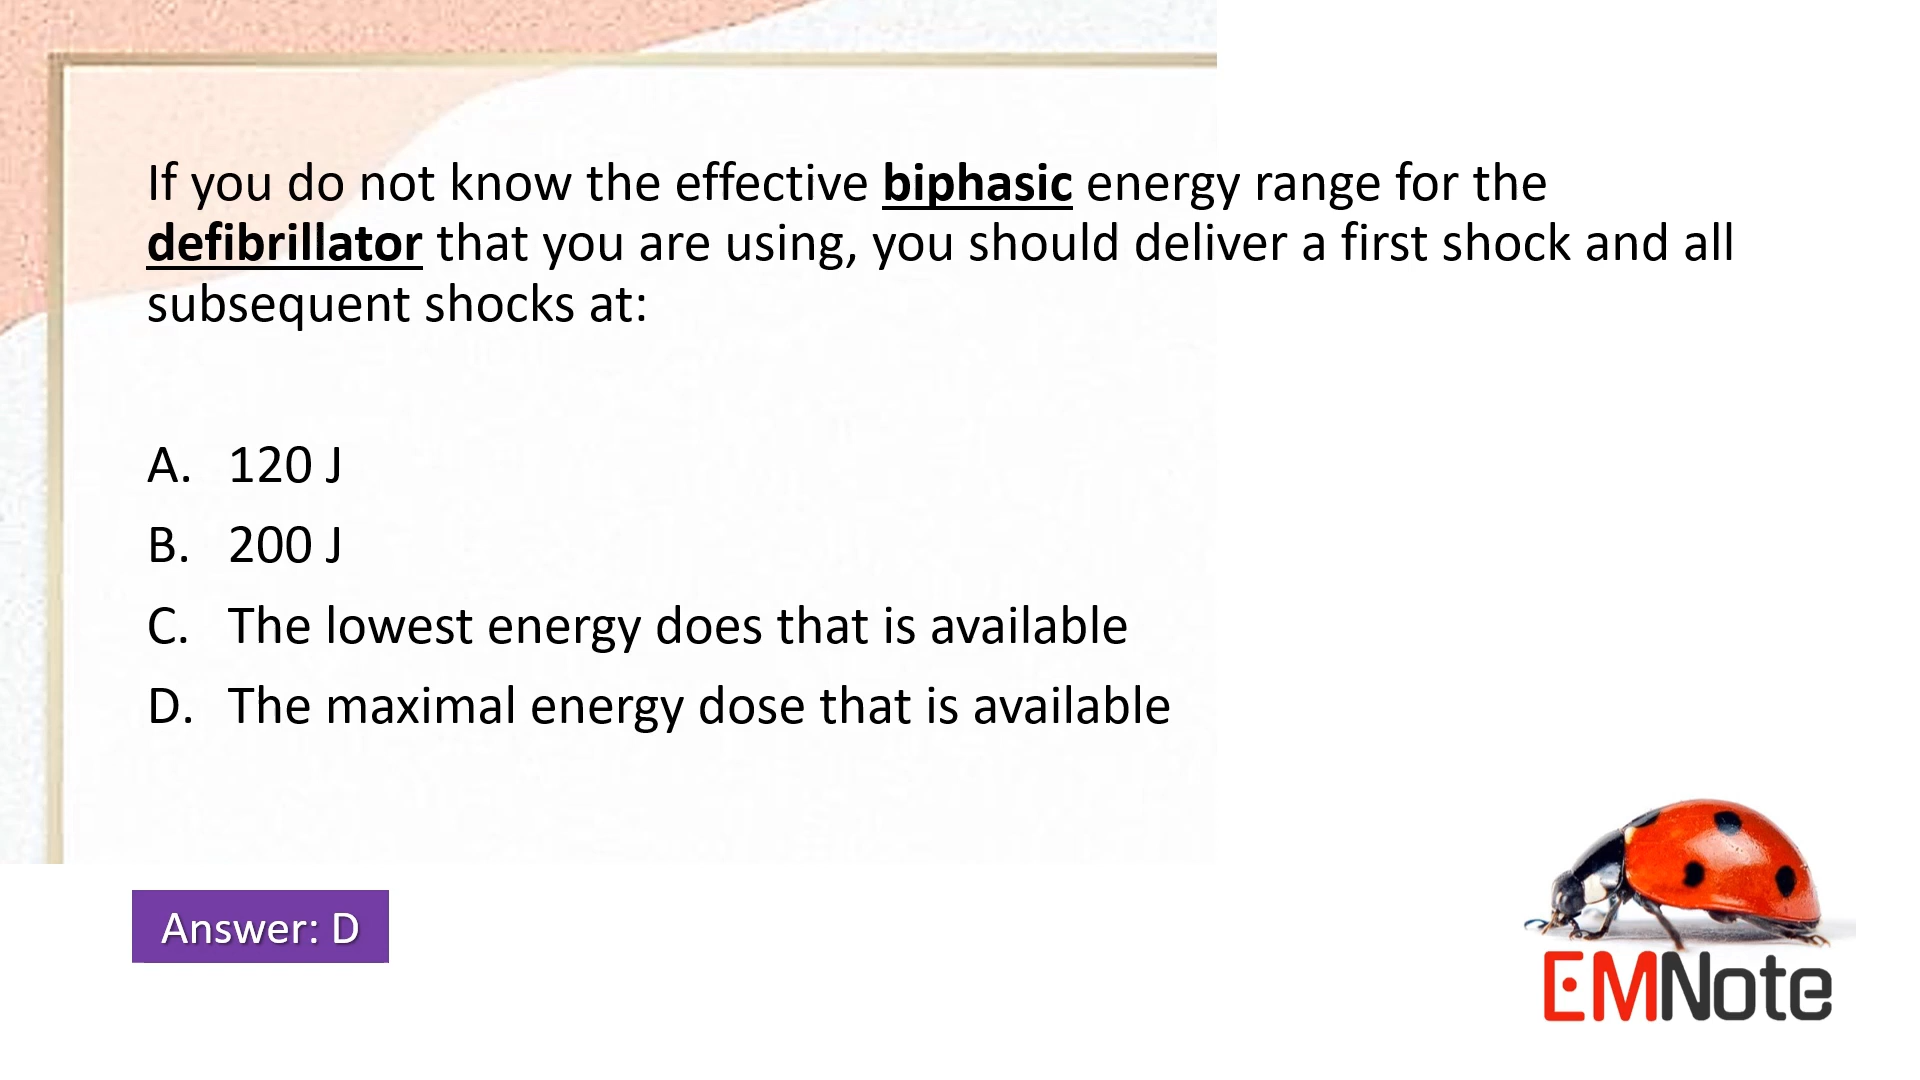 If you do not know the effective biphasic energy range for the
defibrillator that you are using, you should deliver a first shock and all
subsequent shocks at:
A. 120 J
B. 200 J
C. The lowest energy does that is available
D. The maximal energy dose that is available
Answer: D
EMNote